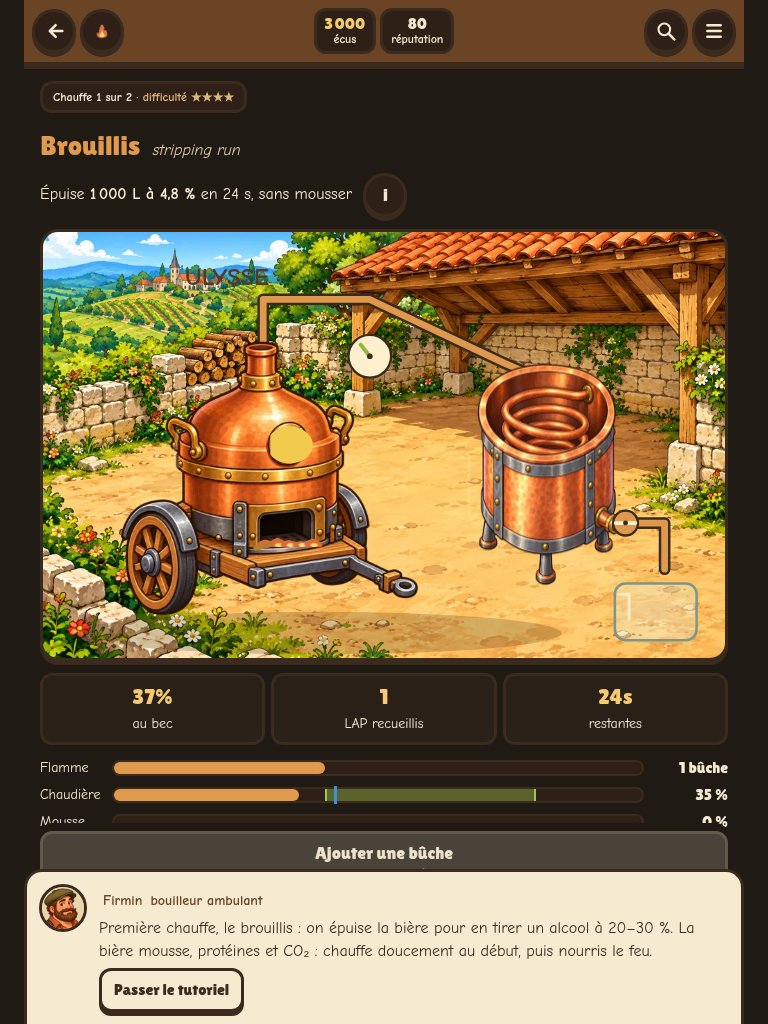 3 000
écus
80
réputation
Chauffe 1 sur 2 · difficulté ★★★★
Brouillis stripping run
Épuise 1 000 L à 4,8 % en 24 s, sans mousser
i
ULYSSE
37%
au bec
1
LAP recueillis
24s
restantes
Flamme
1 bûche
Chaudière
35 %
Mousse
0 %
Ajouter une bûche
Firmin bouilleur ambulant
Première chauffe, le brouillis : on épuise la bière pour en tirer un alcool à 20–30 %. La
bière mousse, protéines et CO₂ : chauffe doucement au début, puis nourris le feu.
Passer le tutoriel